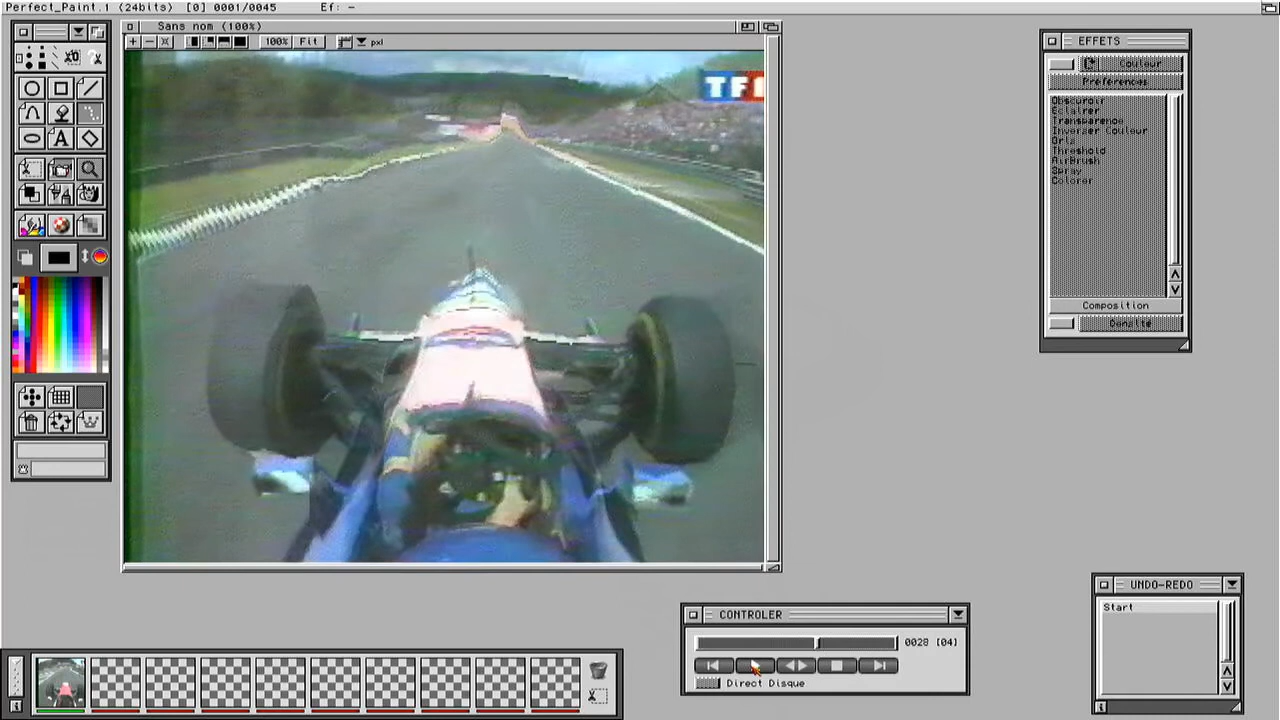 Perfect_Paint.1 (24bits) [0] 0001/0045 Ef: -
Sans nom (100%)
100% Fit pxl
TF1
A
EFFETS
Couleur
Préférences
Obscurcir
Eclairer
Transparence
Inverser Couleur
Gris
Threshold
AirBrush
Spray
Colorer
Composition
Densité
CONTROLER
0028 [04]
Direct Disque
UNDO-REDO
Start